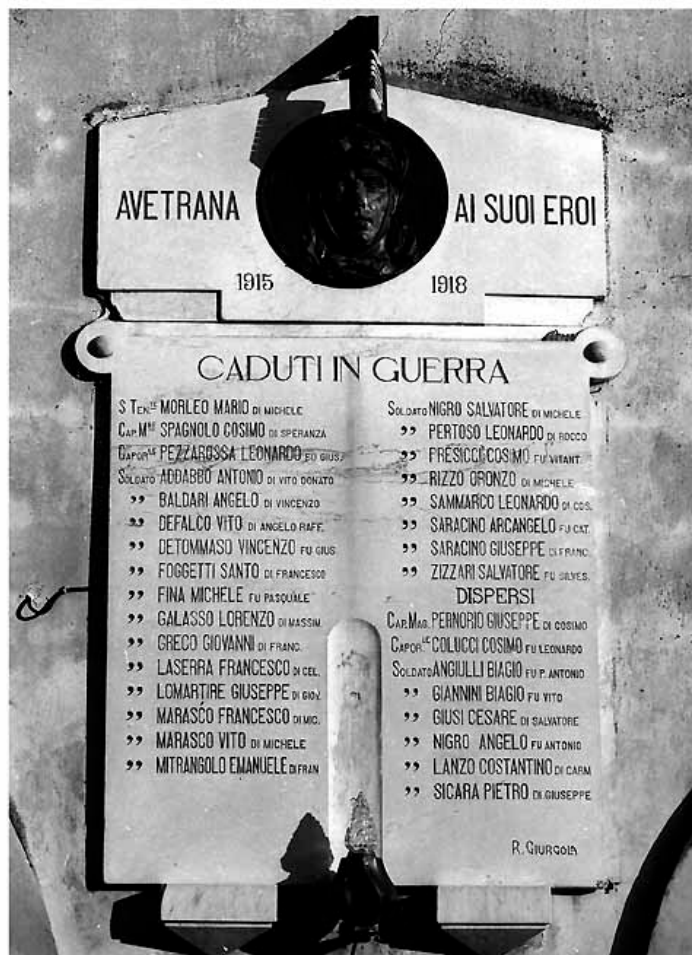 AVETRANA AI SUOI EROI
1915 1918
CADUTI IN GUERRA
S TEN.TE MORLEO MARIO DI MICHELE
CAP. M.RE SPAGNOLO COSIMO DI SPERANZA
CAPOR.LE PEZZAROSSA LEONARDO FU GIUS.
SOLDATO ADDABBO ANTONIO DI VITO DONATO
" BALDARI ANGELO DI VINCENZO
" DEFALCO VITO DI ANGELO RAFF.
" DETOMMASO VINCENZO FU GIUS.
" FOGGETTI SANTO DI FRANCESCO
" FINA MICHELE FU PASQUALE
" GALASSO LORENZO DI MASSIM.
" GRECO GIOVANNI DI FRANC.
" LASERRA FRANCESCO DI CEL.
" LOMARTIRE GIUSEPPE DI GIOV.
" MARASCO FRANCESCO DI MIC.
" MARASCO VITO DI MICHELE
" MITRANGOLO EMANUELE DI FRAN
SOLDATO NIGRO SALVATORE DI MICHELE
" PERTOSO LEONARDO DI ROCCO
" PRESICCE COSIMO FU VITANT.
" RIZZO ORONZO DI MICHELE
" SAMMARCO LEONARDO DI COS.
" SARACINO ARCANGELO FU CAT.
" SARACINO GIUSEPPE DI FRANC.
" ZIZZARI SALVATORE FU SILVES.
DISPERSI
CAP. MAG. PERNORIO GIUSEPPE DI COSIMO
CAPOR.LE COLUCCI COSIMO FU LEONARDO
SOLDATO ANGIULLI BIAGIO FU P. ANTONIO
" GIANNINI BIAGIO FU VITO
" GIUSI CESARE DI SALVATORE
" NIGRO ANGELO FU ANTONIO
" LANZO COSTANTINO DI CARM
" SICARA PIETRO DI GIUSEPPE
R. GIURGOLA